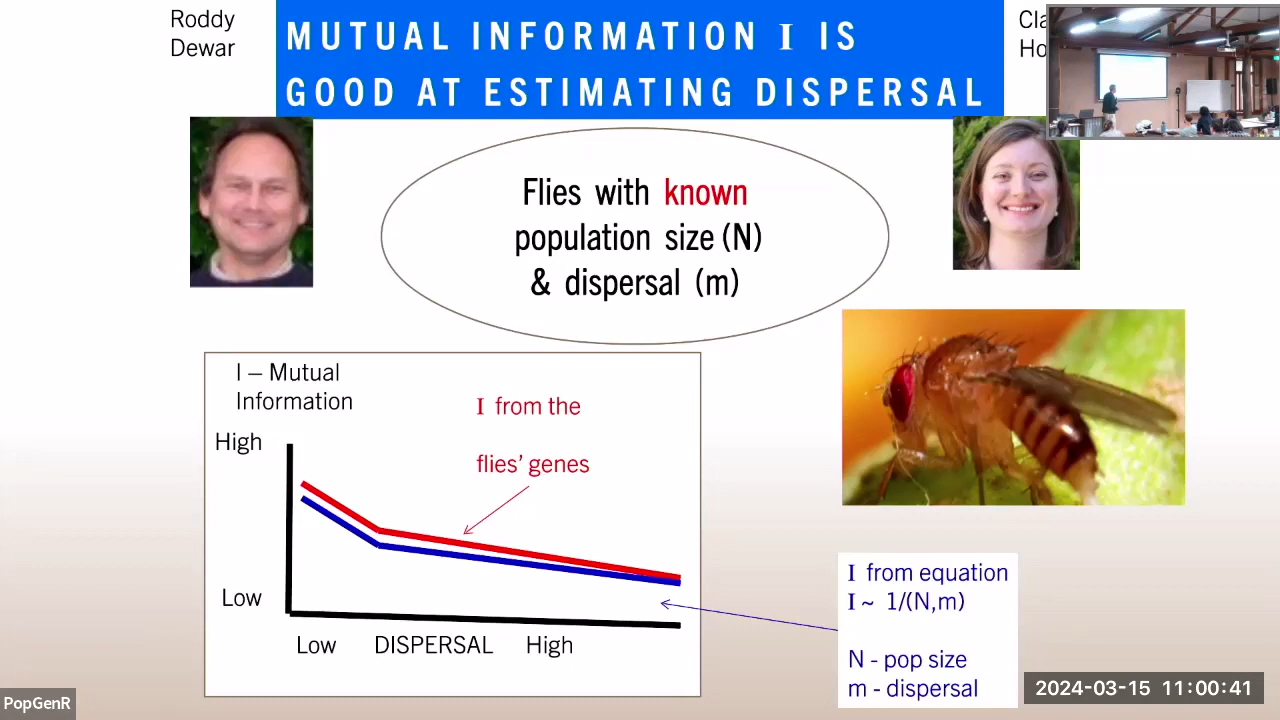 Roddy
Dewar
MUTUAL INFORMATION I IS
GOOD AT ESTIMATING DISPERSAL
Flies with known
population size (N)
& dispersal (m)
I – Mutual
Information
I from the
flies' genes
High
Low
Low DISPERSAL High
I from equation
I ~ 1/(N,m)
N - pop size
m - dispersal
2024-03-15 11:00:41
PopGenR